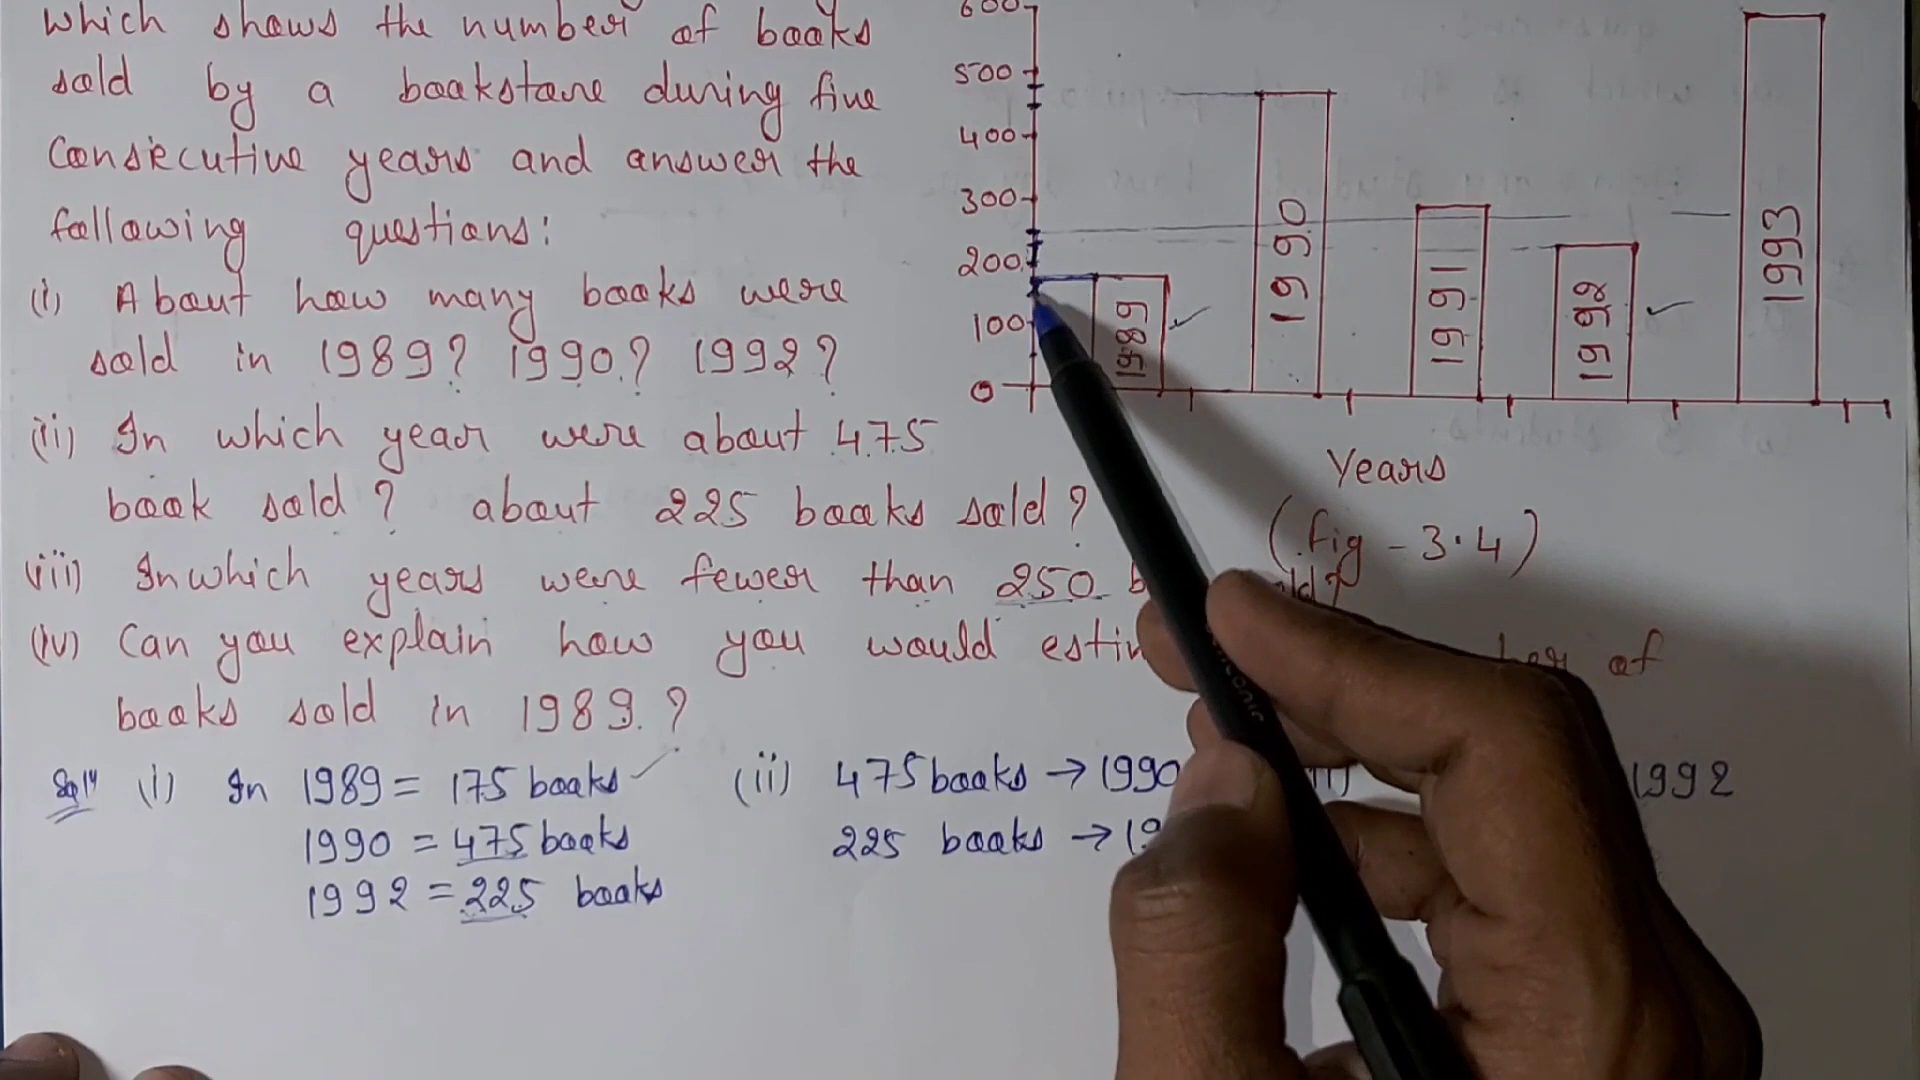 which shows the number of books
sold by a bookstore during five
Consecutive years and answer the
following questions:
(i) About how many books were
sold in 1989? 1990? 1992?
(ii) In which year were about 475
book sold? about 225 books sold?
(iii) In which years were fewer than 250
(iv) Can you explain how you would of
books sold in 1989.?
Soln (i) In 1989 = 175 books
1990 = 475 books
1992 = 225 books
(ii) 475 books → 1990
225 books →
1992
600
500
400
300
200
100
0
1989
1990
1991
1992
1993
Years
(fig - 3.4)